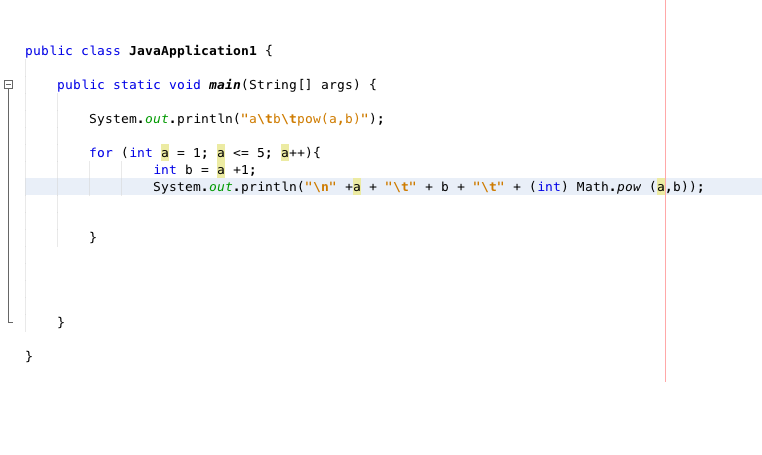 public class JavaApplication1 {
public static void main(String[] args) {
System.out.println("a\tb\tpow(a,b)");
for (int a = 1; a <= 5; a++){
int b = a +1;
System.out.println("\n" +a + "\t" + b + "\t" + (int) Math.pow (a,b));
}
}
}